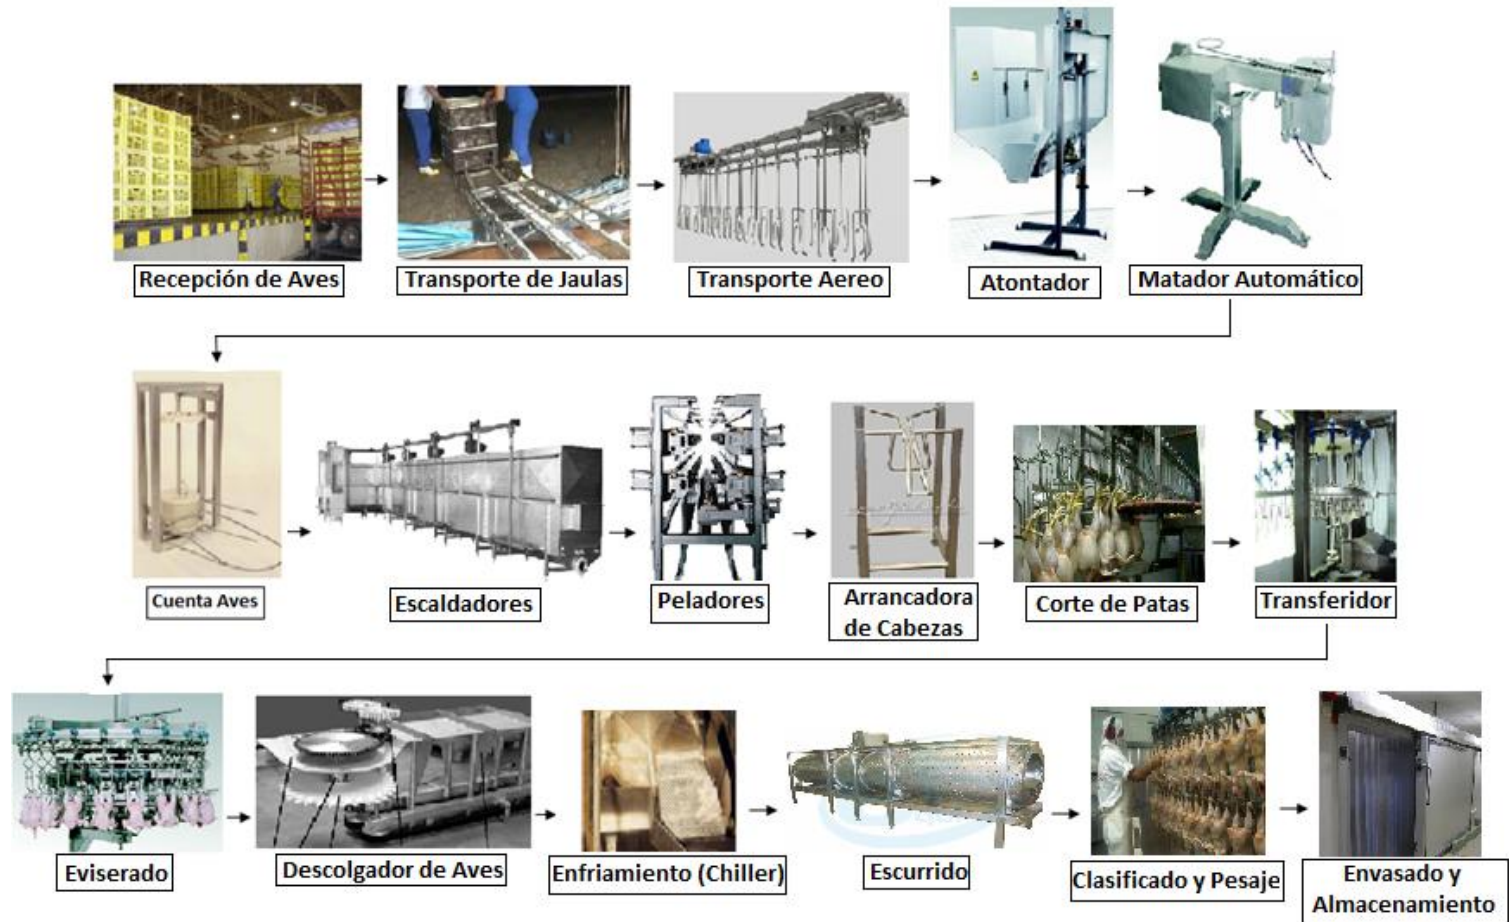 Recepción de Aves
Transporte de Jaulas
Transporte Aereo
Atontador
Matador Automático
Cuenta Aves
Escaldadores
Peladores
Arrancadora
de Cabezas
Corte de Patas
Transferidor
Eviserado
Descolgador de Aves
Enfriamiento (Chiller)
Escurrido
Clasificado y Pesaje
Envasado y
Almacenamiento